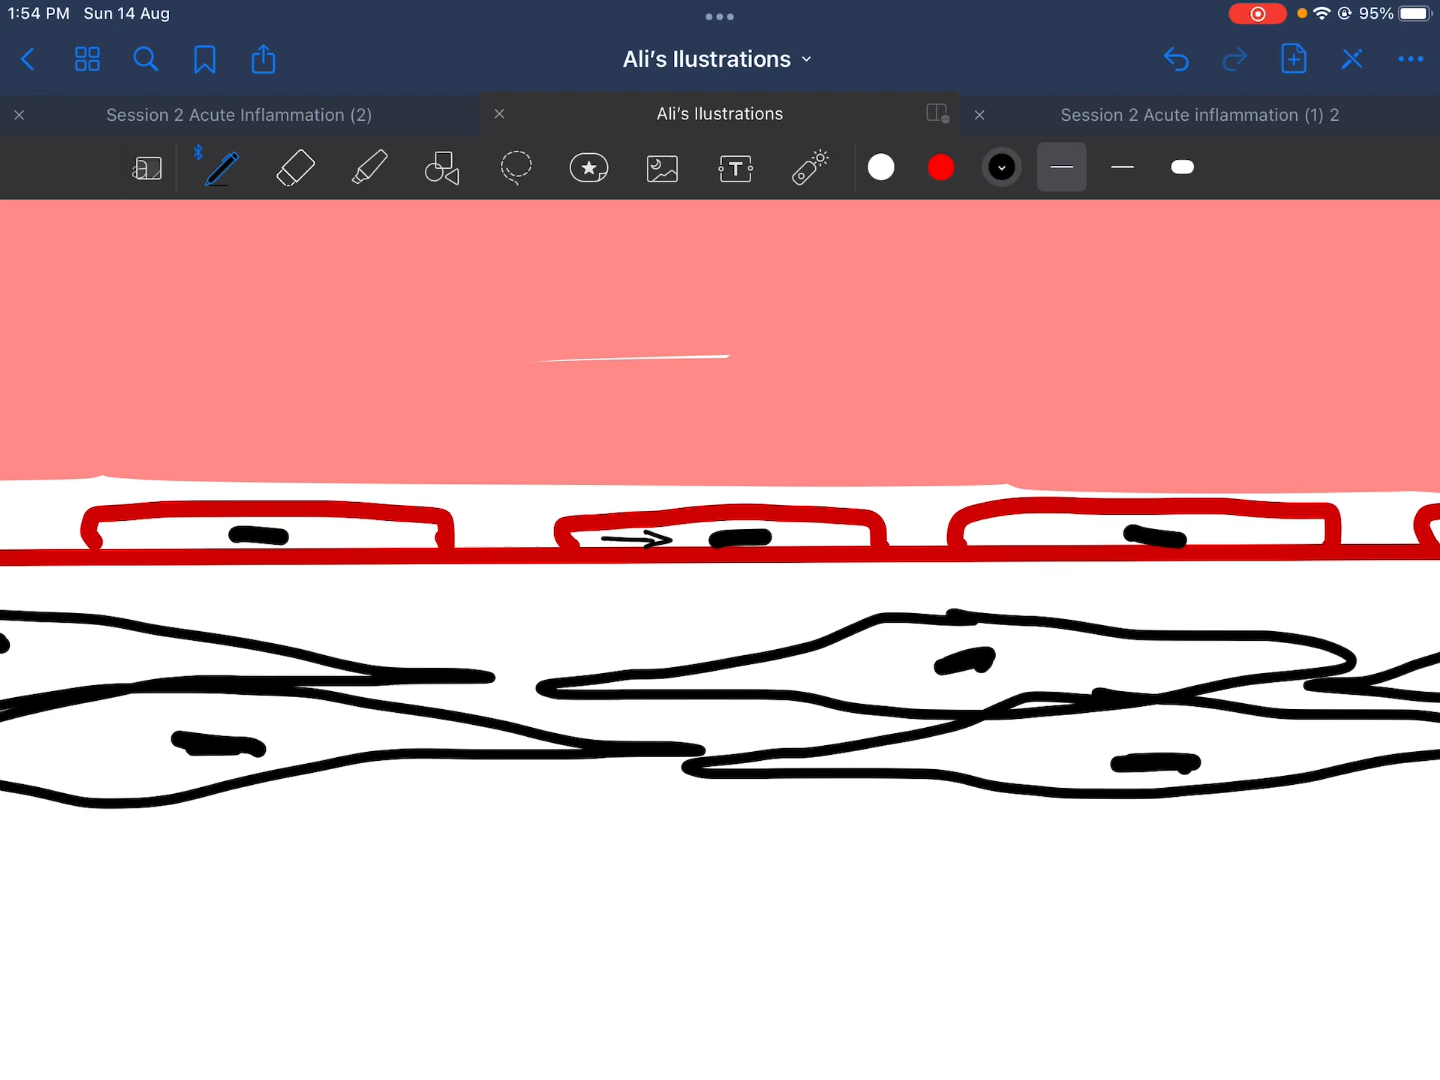 1:54 PM Sun 14 Aug
95%
Ali's Ilustrations
Session 2 Acute Inflammation (2)
Ali's Ilustrations
Session 2 Acute inflammation (1) 2